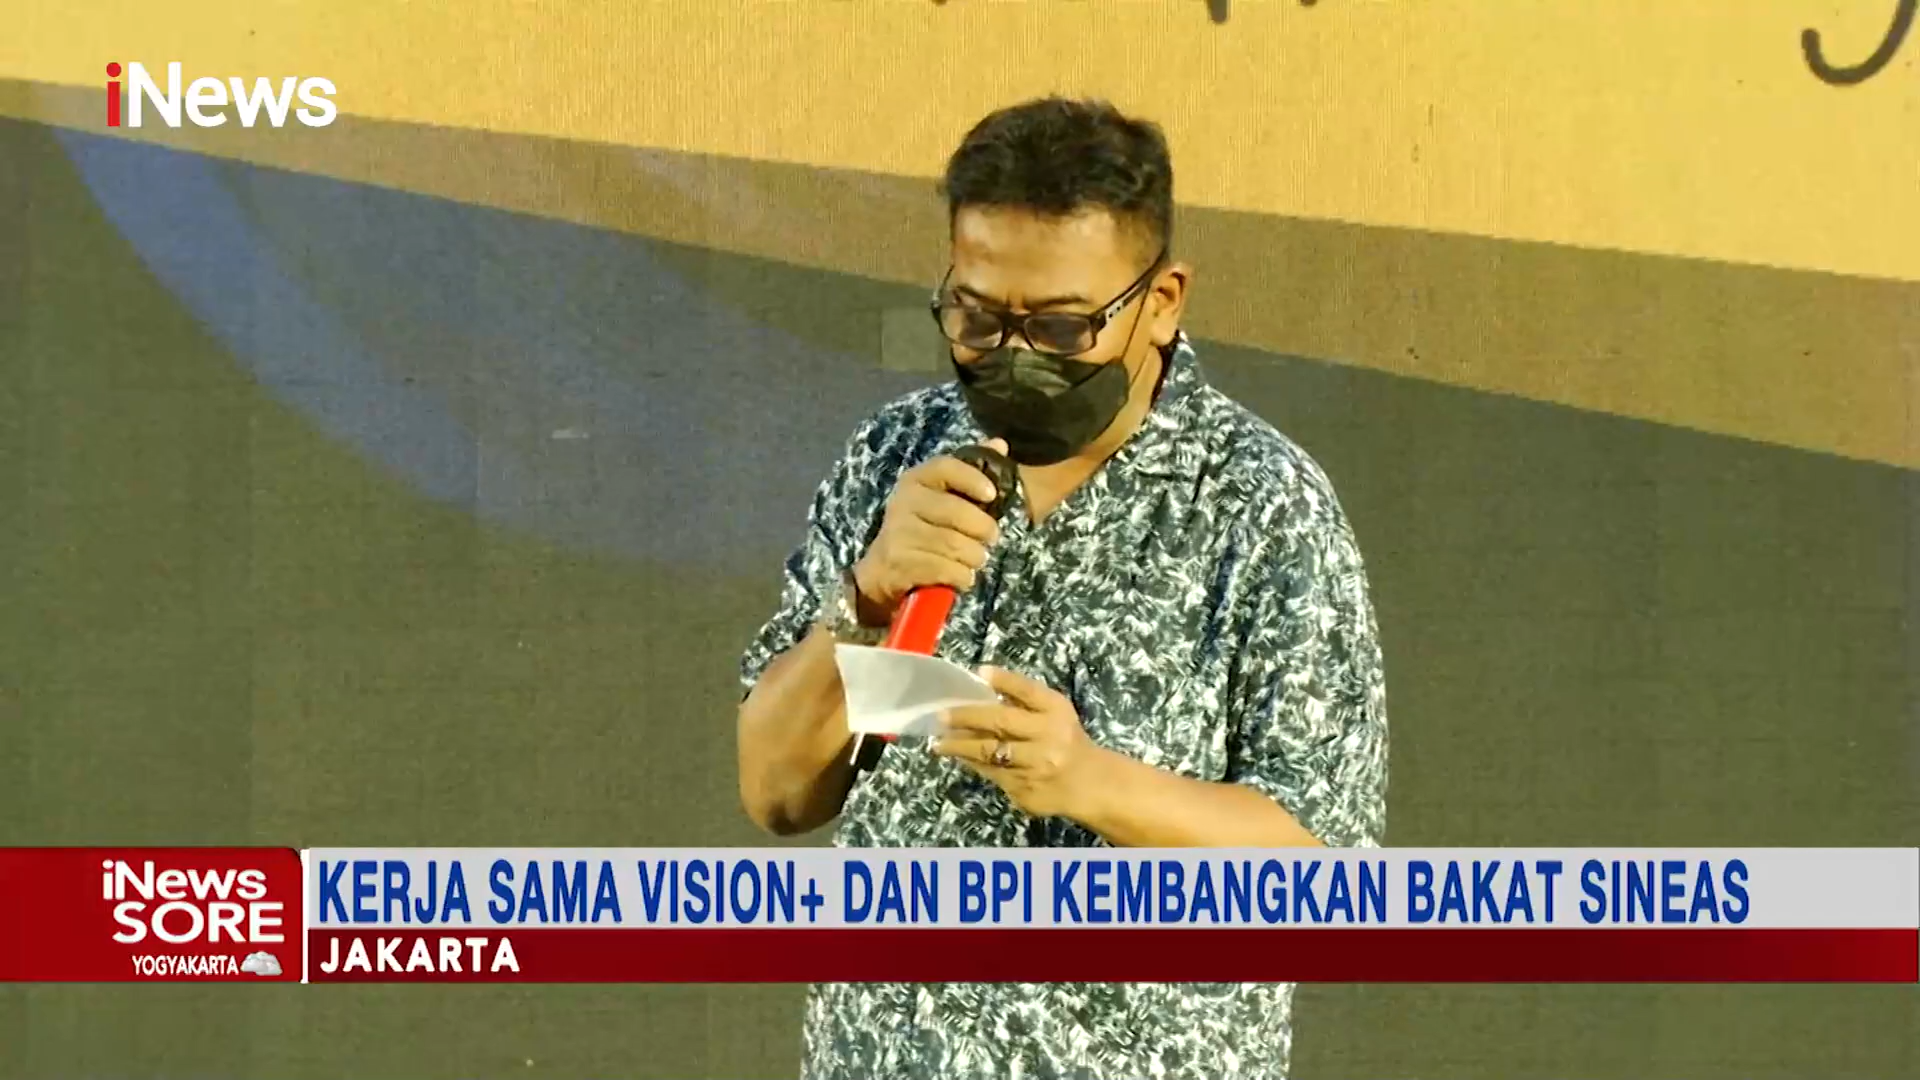 iNews
iNews
SORE
YOGYAKARTA
KERJA SAMA VISION+ DAN BPI KEMBANGKAN BAKAT SINEAS
JAKARTA